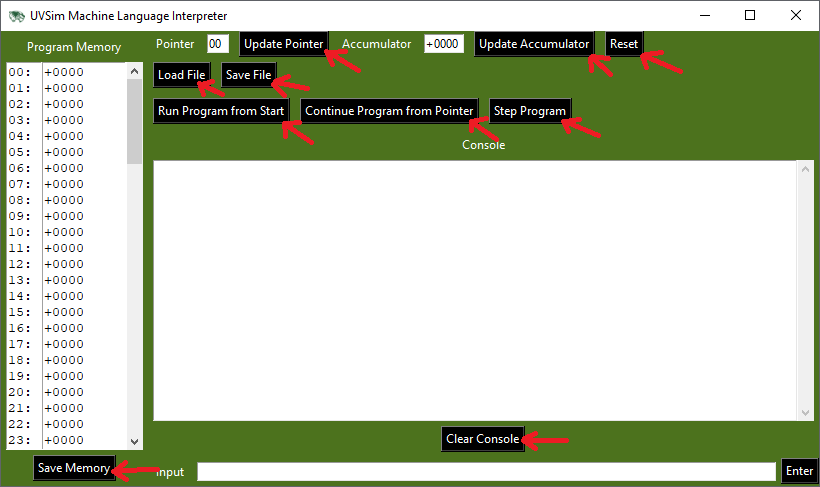 UVSim Machine Language Interpreter
Program Memory
Pointer 00 Update Pointer Accumulator +0000 Update Accumulator Reset
Load File Save File
Run Program from Start Continue Program from Pointer Step Program
Console
00: +0000
01: +0000
02: +0000
03: +0000
04: +0000
05: +0000
06: +0000
07: +0000
08: +0000
09: +0000
10: +0000
11: +0000
12: +0000
13: +0000
14: +0000
15: +0000
16: +0000
17: +0000
18: +0000
19: +0000
20: +0000
21: +0000
22: +0000
23: +0000
Clear Console
Save Memory
Input Enter